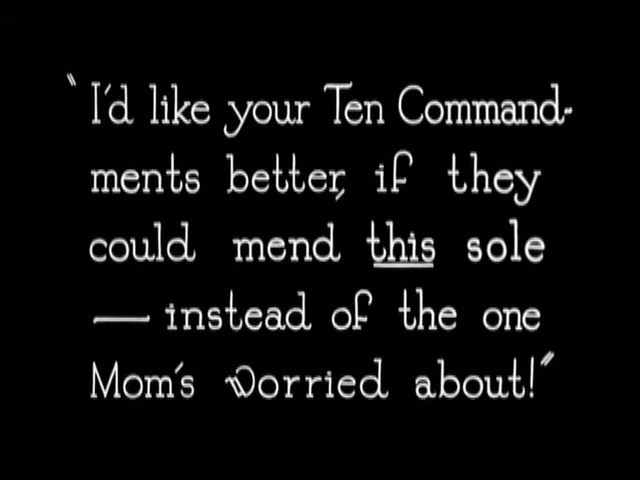 "I'd like your Ten Command-
ments better, if they
could mend this sole
— instead of the one
Mom's worried about!"